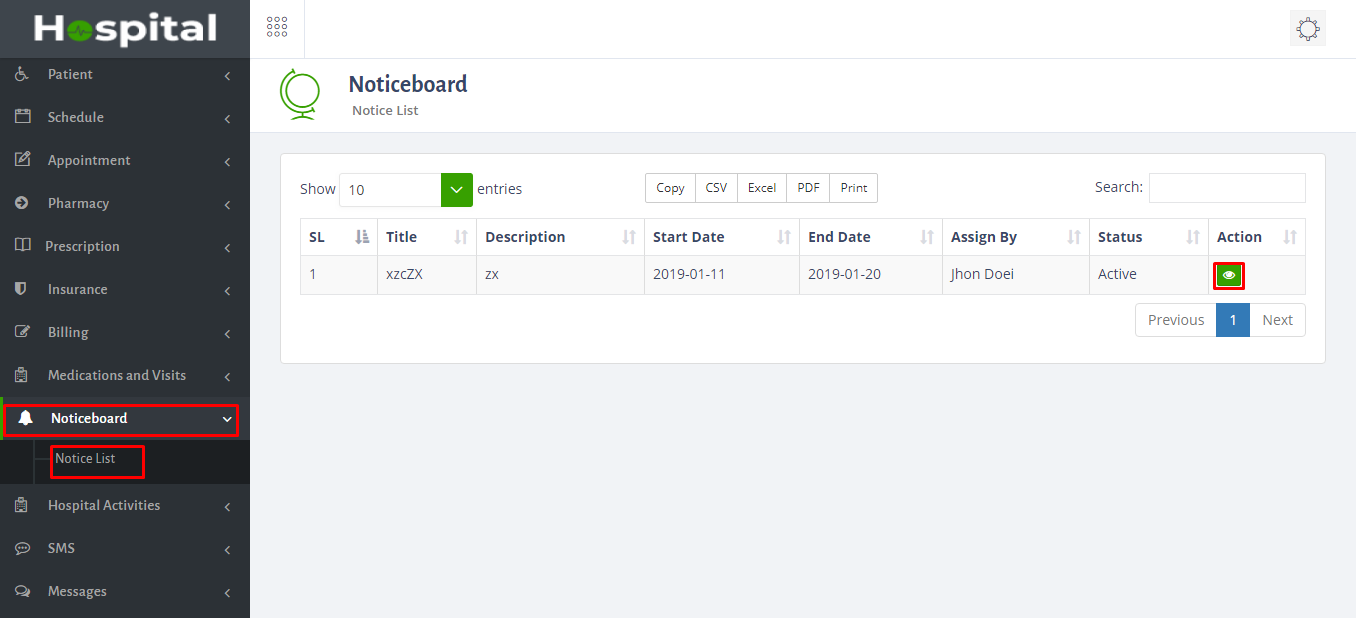 Hospital
Patient
Schedule
Appointment
Pharmacy
Prescription
Insurance
Billing
Medications and Visits
Noticeboard
Notice List
Hospital Activities
SMS
Messages
Noticeboard
Notice List
Show 10 entries Copy CSV Excel PDF Print Search:
SL Title Description Start Date End Date Assign By Status Action
1 xzcZX zx 2019-01-11 2019-01-20 Jhon Doei Active
Previous 1 Next